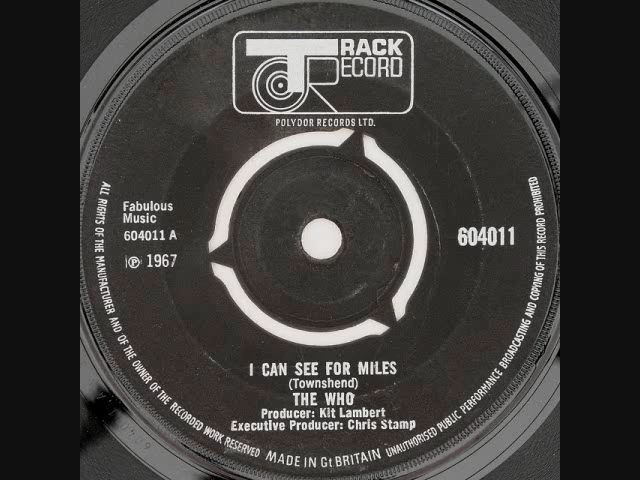 TRACK
RECORD
POLYDOR RECORDS LTD.
Fabulous
Music
604011 A
℗ 1967
604011
I CAN SEE FOR MILES
(Townshend)
THE WHO
Producer: Kit Lambert
Executive Producer: Chris Stamp
MADE IN Gt BRITAIN
ALL RIGHTS OF THE MANUFACTURER AND OF THE OWNER OF THE RECORDED WORK RESERVED
UNAUTHORISED PUBLIC PERFORMANCE BROADCASTING AND COPYING OF THIS RECORD PROHIBITED